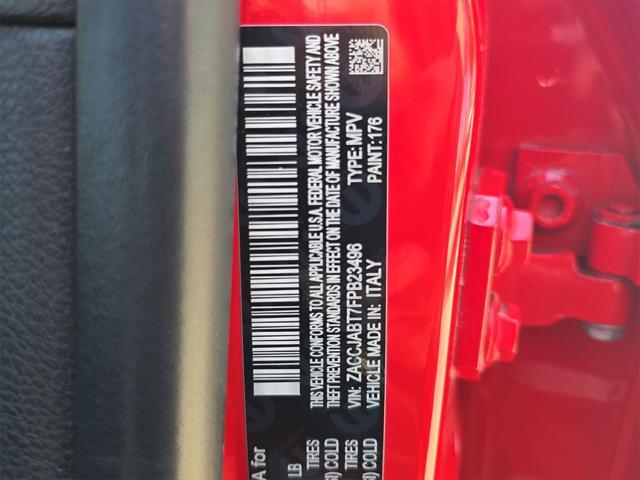 THIS VEHICLE CONFORMS TO ALL APPLICABLE U.S.A. FEDERAL MOTOR VEHICLE SAFETY AND
THEFT PREVENTION STANDARDS IN EFFECT ON THE DATE OF MANUFACTURE SHOWN ABOVE
VIN: ZACCJABT7FPB23496 TYPE: MPV
VEHICLE MADE IN: ITALY PAINT: 176
A for
LB
TIRES
COLD
TIRES
COLD